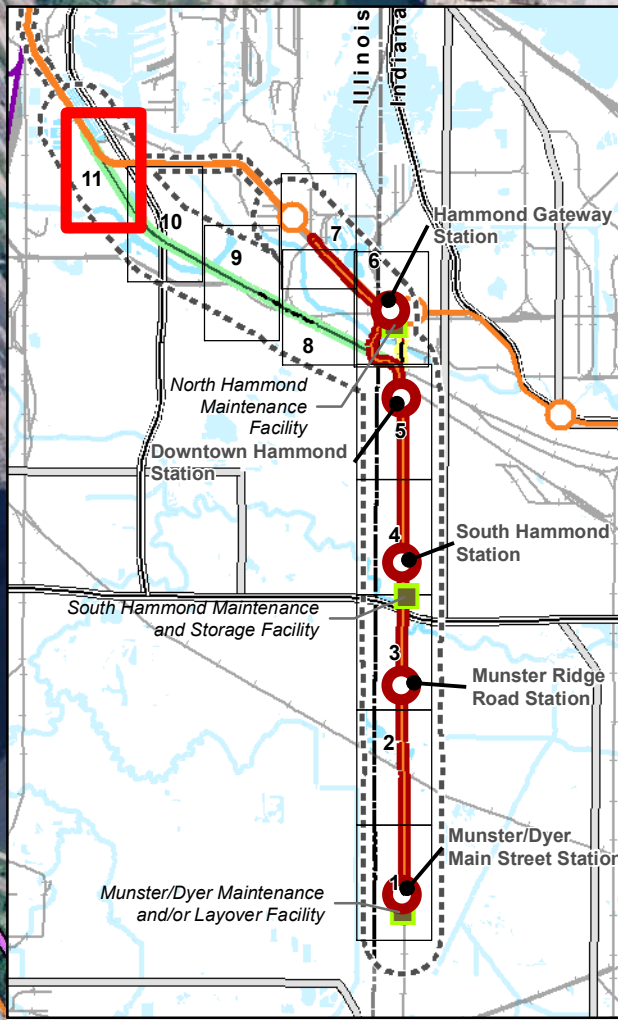 Illinois
Indiana
11
10
9
8
7
6
Hammond Gateway
Station
North Hammond
Maintenance
Facility
Downtown Hammond
Station
5
4
South Hammond
Station
South Hammond Maintenance
and Storage Facility
3
Munster Ridge
Road Station
2
Munster/Dyer
Main Street Station
1
Munster/Dyer Maintenance
and/or Layover Facility